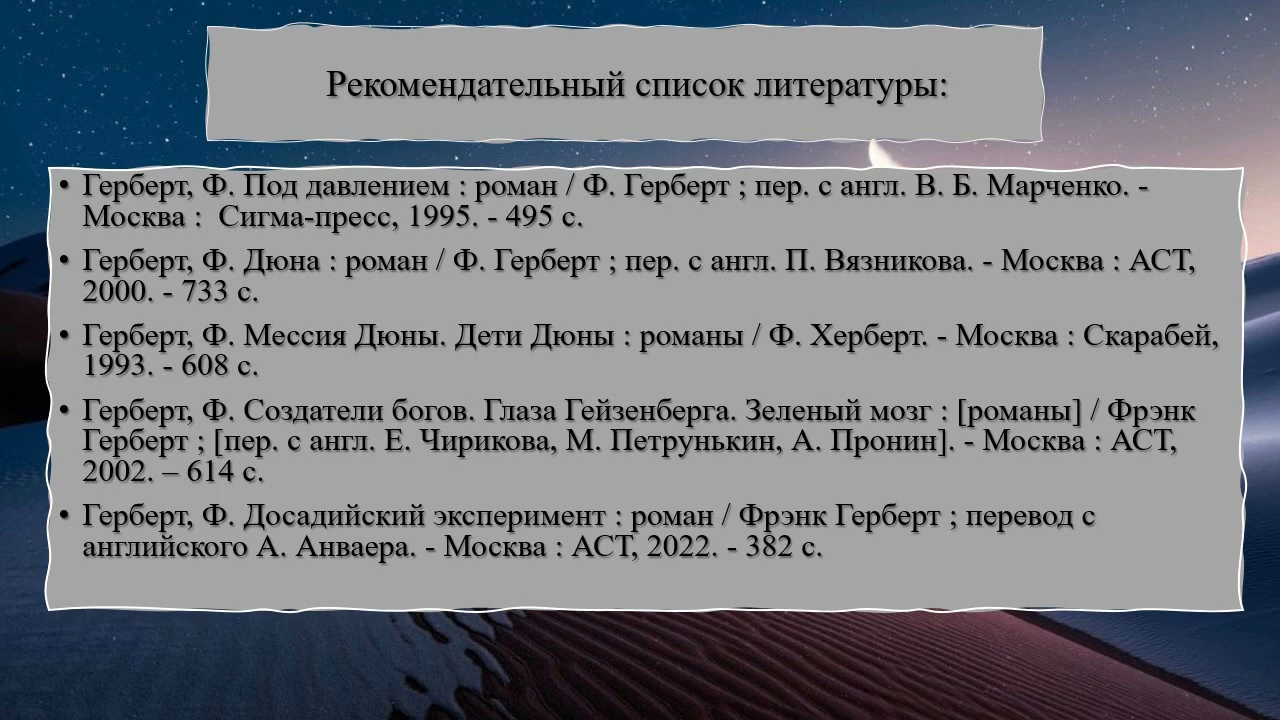 Рекомендательный список литературы:
• Герберт, Ф. Под давлением : роман / Ф. Герберт ; пер. с англ. В. Б. Марченко. -
Москва :  Сигма-пресс, 1995. - 495 с.
• Герберт, Ф. Дюна : роман / Ф. Герберт ; пер. с англ. П. Вязникова. - Москва : АСТ,
2000. - 733 с.
• Герберт, Ф. Мессия Дюны. Дети Дюны : романы / Ф. Херберт. - Москва : Скарабей,
1993. - 608 с.
• Герберт, Ф. Создатели богов. Глаза Гейзенберга. Зеленый мозг : [романы] / Фрэнк
Герберт ; [пер. с англ. Е. Чирикова, М. Петрунькин, А. Пронин]. - Москва : АСТ,
2002. – 614 с.
• Герберт, Ф. Досадийский эксперимент : роман / Фрэнк Герберт ; перевод с
английского А. Анваера. - Москва : АСТ, 2022. - 382 с.